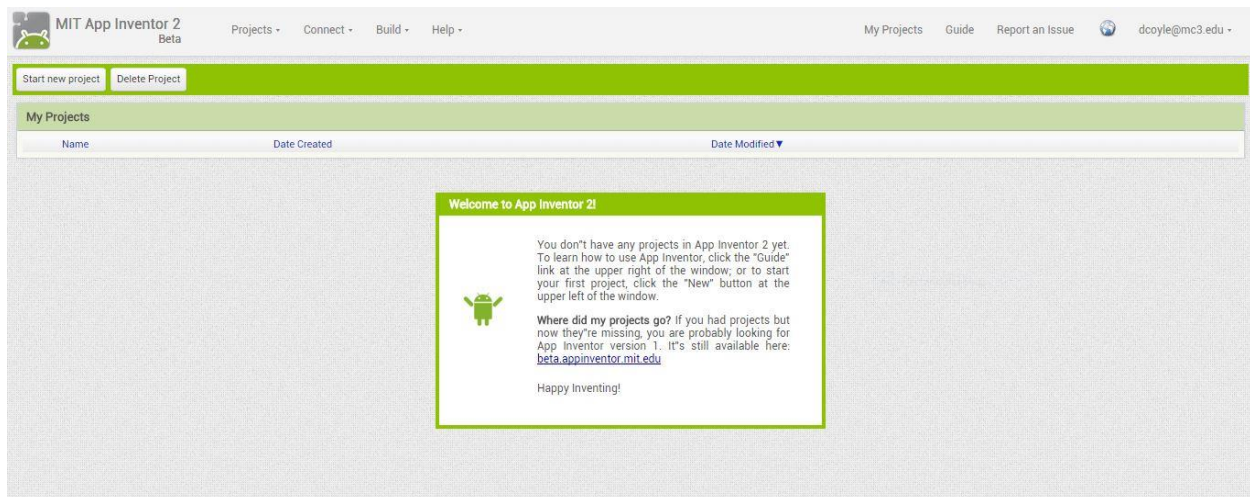 MIT App Inventor 2
Beta
Projects
Connect
Build
Help
My Projects
Guide
Report an Issue
dcoyle@mc3.edu
Start new project
Delete Project
My Projects
Name
Date Created
Date Modified▼
Welcome to App Inventor 2!
You don"t have any projects in App Inventor 2 yet.
To learn how to use App Inventor, click the "Guide"
link at the upper right of the window; or to start
your first project, click the "New" button at the
upper left of the window.
Where did my projects go? If you had projects but
now they"re missing, you are probably looking for
App Inventor version 1. It"s still available here:
beta.appinventor.mit.edu
Happy Inventing!